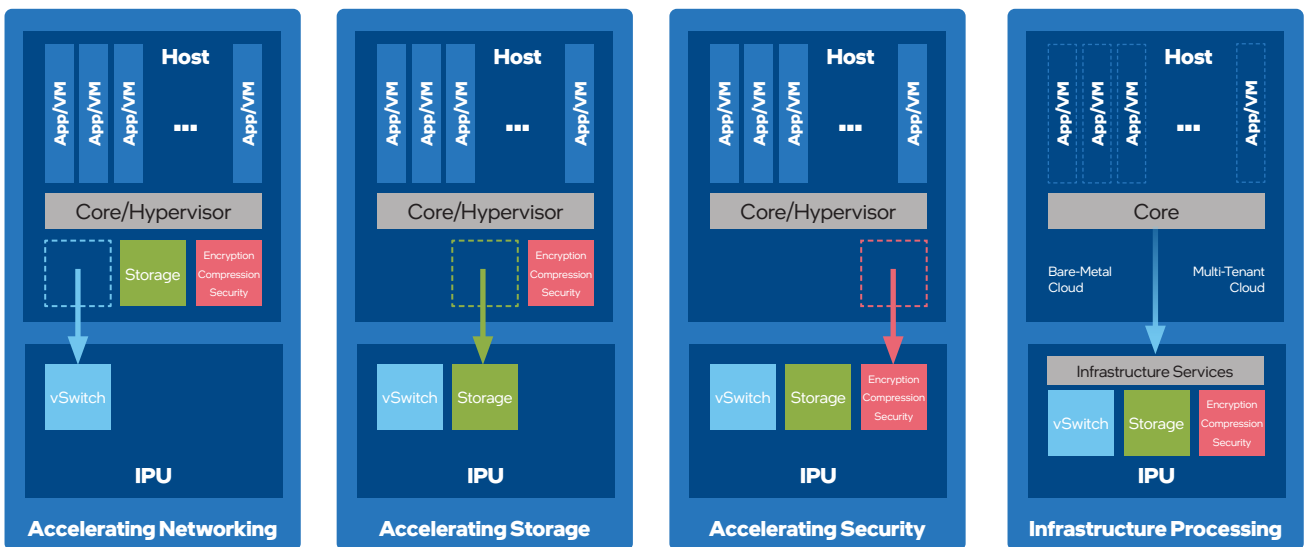 Host
App/VM
App/VM
App/VM
...
App/VM
Core/Hypervisor
Storage
Encryption
Compression
Security
vSwitch
IPU
Accelerating Networking
Host
App/VM
App/VM
App/VM
...
App/VM
Core/Hypervisor
Encryption
Compression
Security
vSwitch
Storage
IPU
Accelerating Storage
Host
App/VM
App/VM
App/VM
...
App/VM
Core/Hypervisor
vSwitch
Storage
Encryption
Compression
Security
IPU
Accelerating Security
Host
App/VM
App/VM
App/VM
...
App/VM
Core
Bare-Metal
Cloud
Multi-Tenant
Cloud
Infrastructure Services
vSwitch
Storage
Encryption
Compression
Security
IPU
Infrastructure Processing